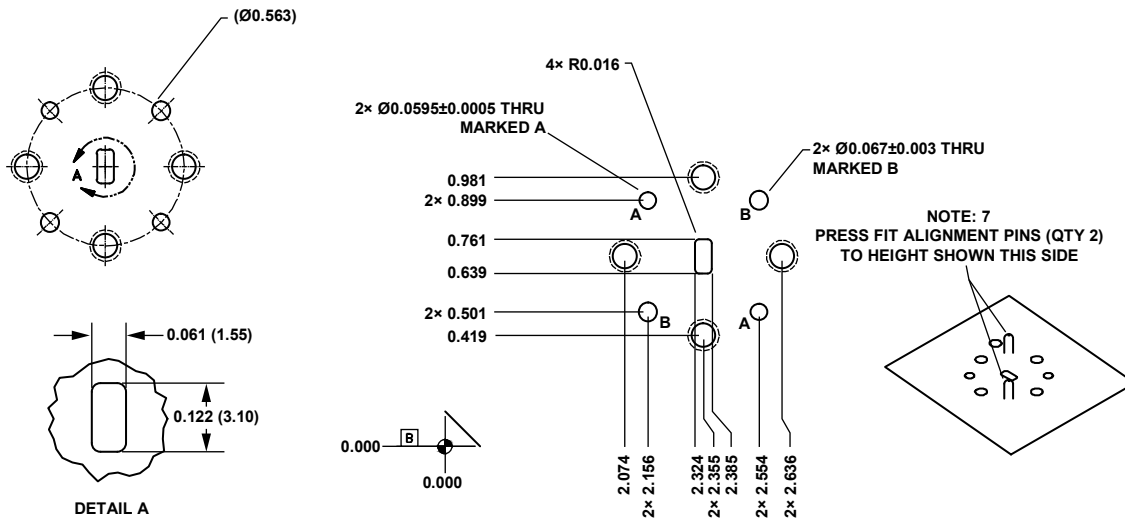 (Ø0.563)
A
0.061 (1.55)
0.122 (3.10)
DETAIL A
4× R0.016
2× Ø0.0595±0.0005 THRU
MARKED A
2× Ø0.067±0.003 THRU
MARKED B
0.981
2× 0.899
0.761
0.639
2× 0.501
0.419
A
B
B
A
0.000
B
0.000
2.074
2× 2.156
2.324
2× 2.355
2.385
2× 2.554
2× 2.636
NOTE: 7
PRESS FIT ALIGNMENT PINS (QTY 2)
TO HEIGHT SHOWN THIS SIDE